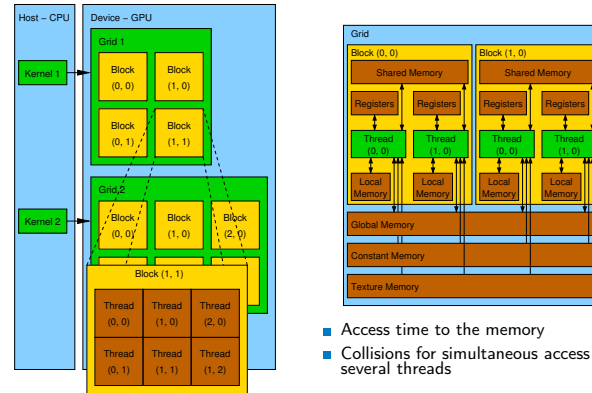 Host – CPU
Device – GPU
Grid 1
Kernel 1
Block
(0, 0)
Block
(1, 0)
Block
(0, 1)
Block
(1, 1)
Grid 2
Kernel 2
Block
(0, 0)
Block
(1, 0)
Block
(2, 0)
Block (1, 1)
Thread
(0, 0)
Thread
(1, 0)
Thread
(2, 0)
Thread
(0, 1)
Thread
(1, 1)
Thread
(1, 2)
Grid
Block (0, 0)
Block (1, 0)
Shared Memory
Shared Memory
Registers
Registers
Registers
Registers
Thread
(0, 0)
Thread
(1, 0)
Thread
(0, 0)
Thread
(1, 0)
Local
Memory
Local
Memory
Local
Memory
Local
Memory
Global Memory
Constant Memory
Texture Memory
Access time to the memory
Collisions for simultaneous access
several threads